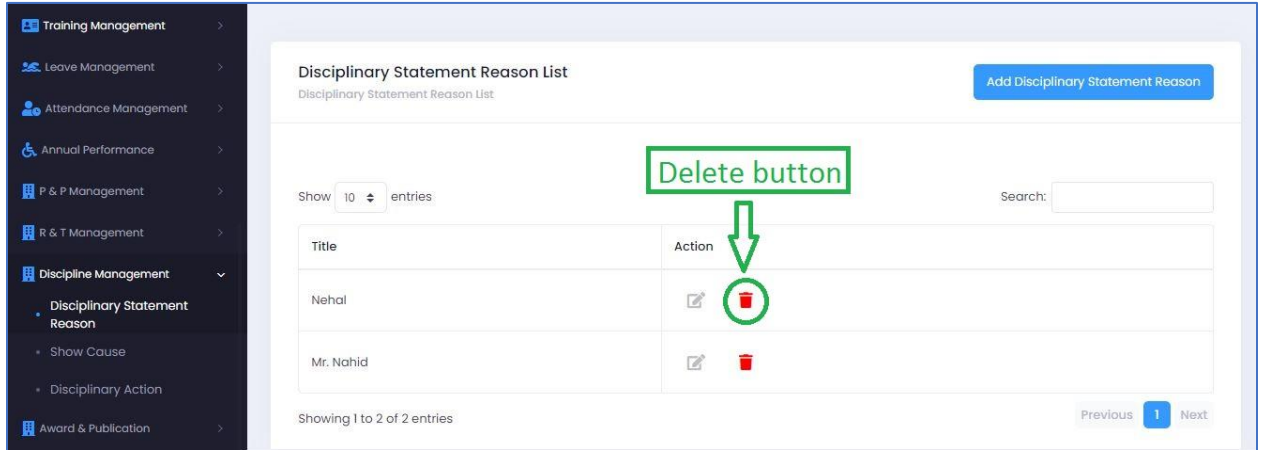 Training Management
Leave Management
Attendance Management
Annual Performance
P & P Management
R & T Management
Discipline Management
Disciplinary Statement
Reason
Show Cause
Disciplinary Action
Award & Publication
Disciplinary Statement Reason List
Disciplinary Statement Reason List
Add Disciplinary Statement Reason
Delete button
Show 10 entries
Search:
Title Action
Nehal
Mr. Nahid
Showing 1 to 2 of 2 entries
Previous 1 Next